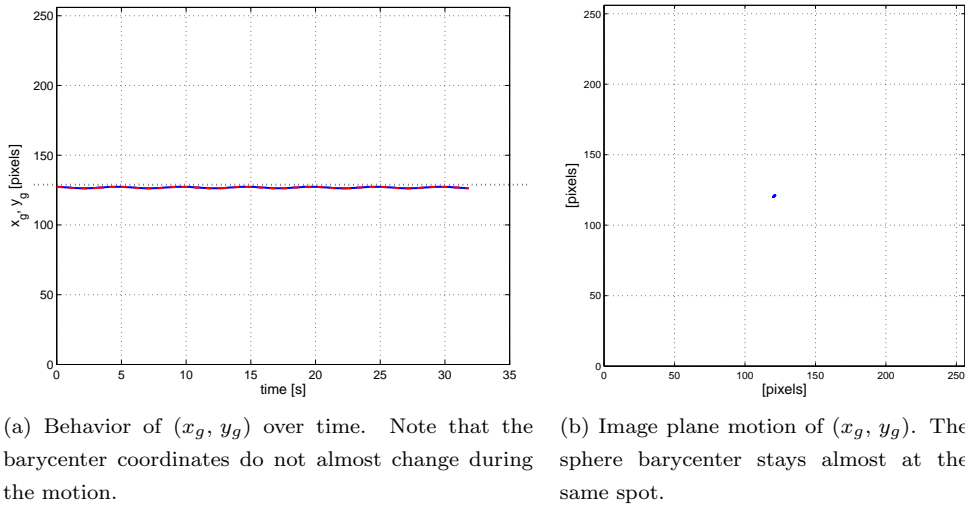 250
200
150
100
50
0
0 5 10 15 20 25 30 35
time [s]
x_g, y_g [pixels]
250
200
150
100
50
0
0 50 100 150 200 250
[pixels]
[pixels]
(a) Behavior of (x_g, y_g) over time. Note that the
barycenter coordinates do not almost change during
the motion.
(b) Image plane motion of (x_g, y_g). The
sphere barycenter stays almost at the
same spot.